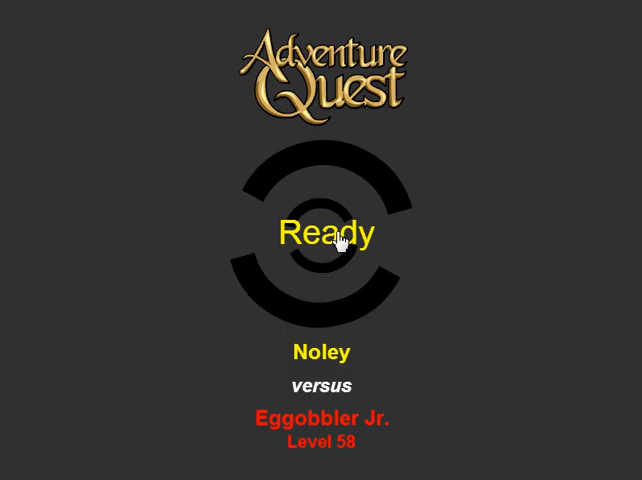 Adventure
Quest
Ready
Noley
versus
Eggobbler Jr.
Level 58